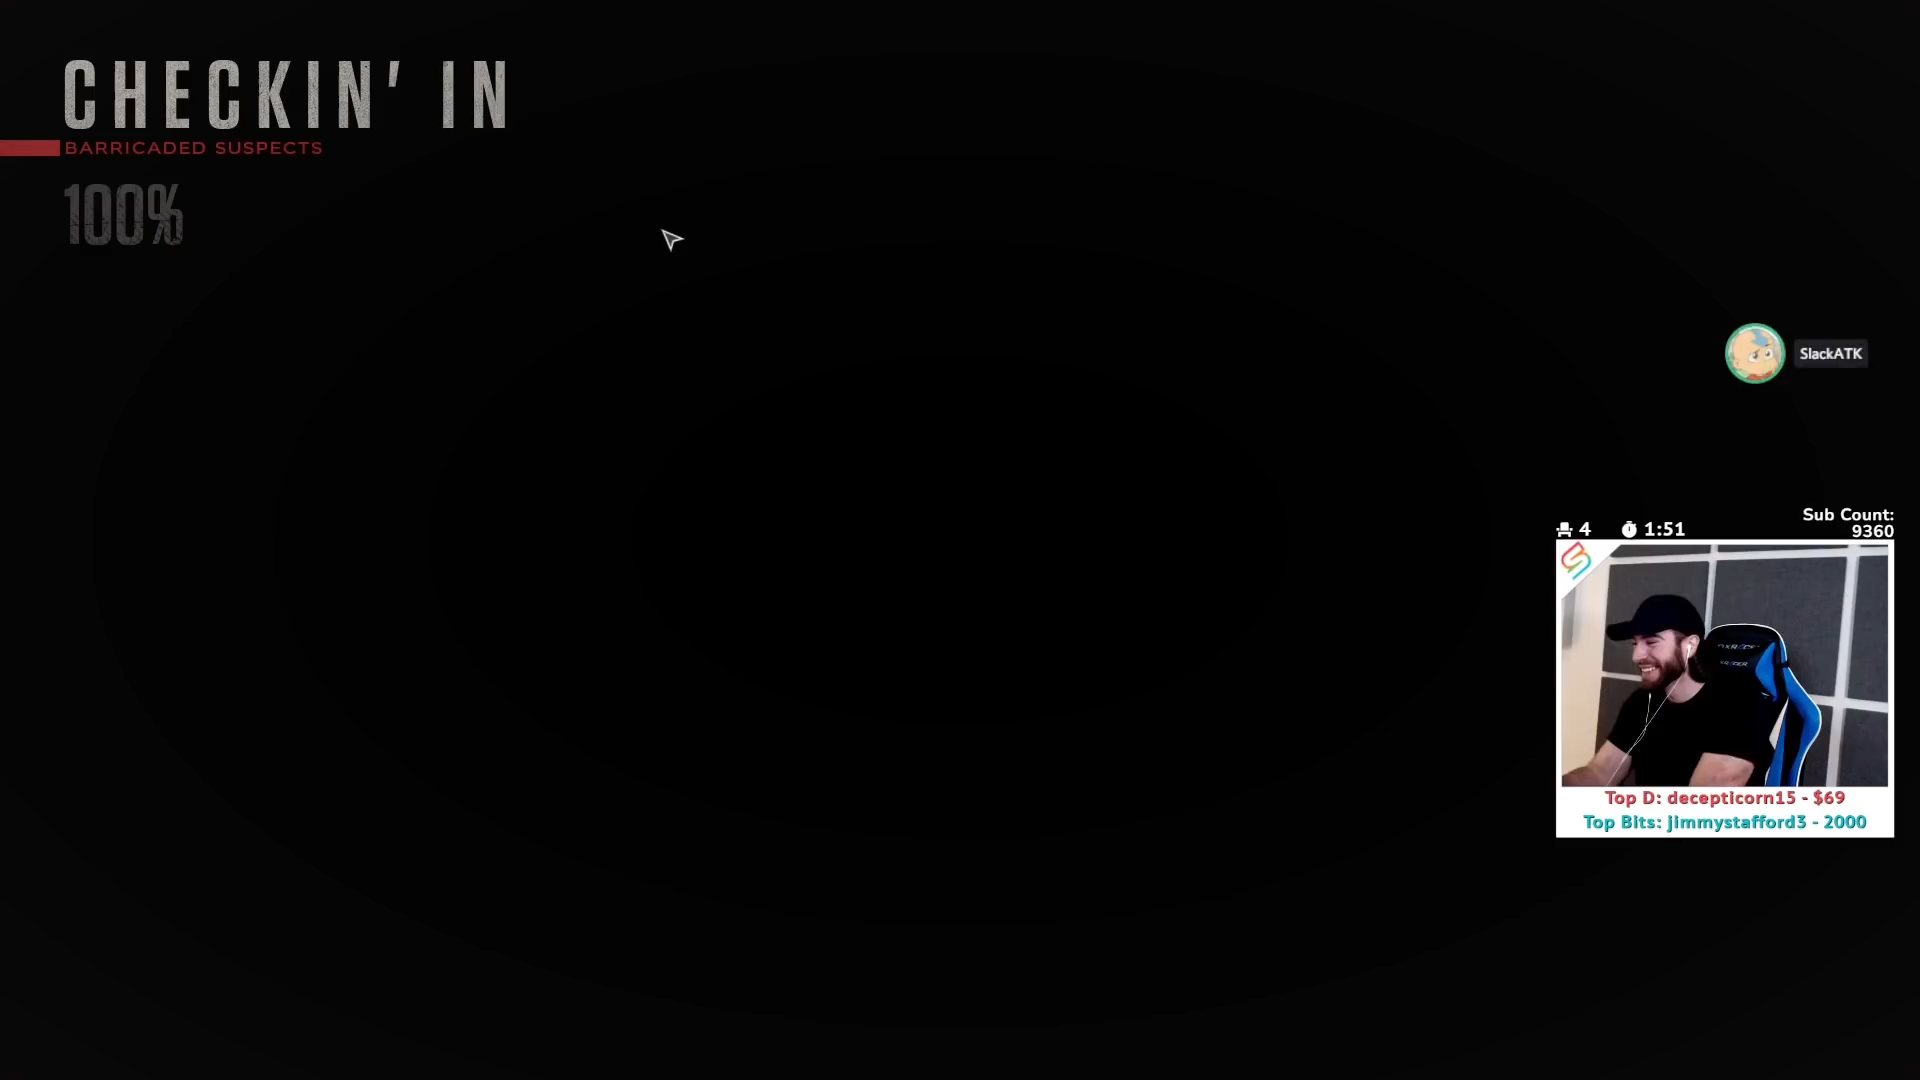 CHECKIN' IN
BARRICADED SUSPECTS
100%
SlackATK
4 1:51
Sub Count:
9360
Top D: decepticorn15 - $69
Top Bits: jimmystafford3 - 2000